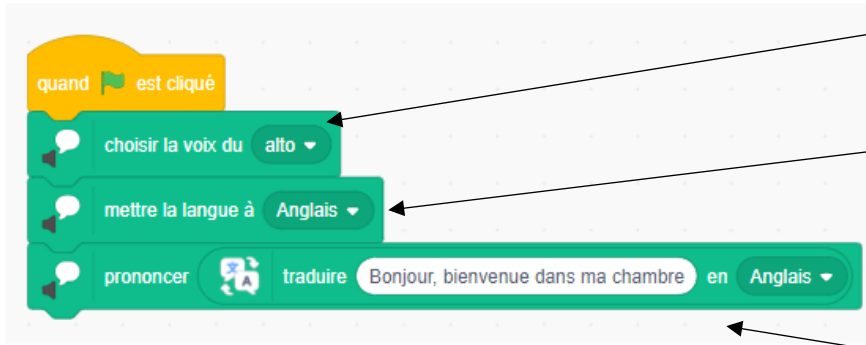 quand est cliqué
choisir la voix du alto
mettre la langue à Anglais
prononcer traduire Bonjour, bienvenue dans ma chambre en Anglais